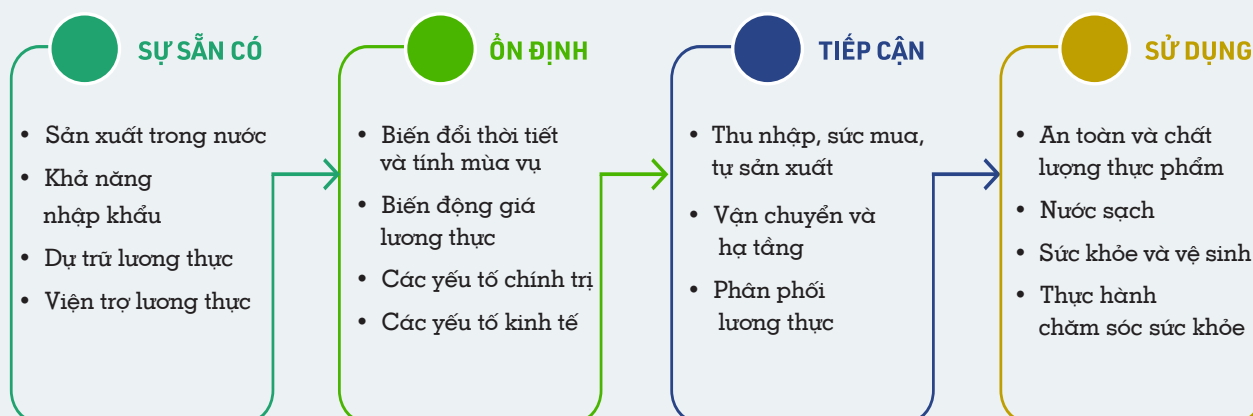 SỰ SẴN CÓ
• Sản xuất trong nước
• Khả năng
nhập khẩu
• Dự trữ lương thực
• Viện trợ lương thực
ỔN ĐỊNH
• Biến đổi thời tiết
và tính mùa vụ
• Biến động giá
lương thực
• Các yếu tố chính trị
• Các yếu tố kinh tế
TIẾP CẬN
• Thu nhập, sức mua,
tự sản xuất
• Vận chuyển và
hạ tầng
• Phân phối
lương thực
SỬ DỤNG
• An toàn và chất
lượng thực phẩm
• Nước sạch
• Sức khỏe và vệ sinh
• Thực hành
chăm sóc sức khỏe